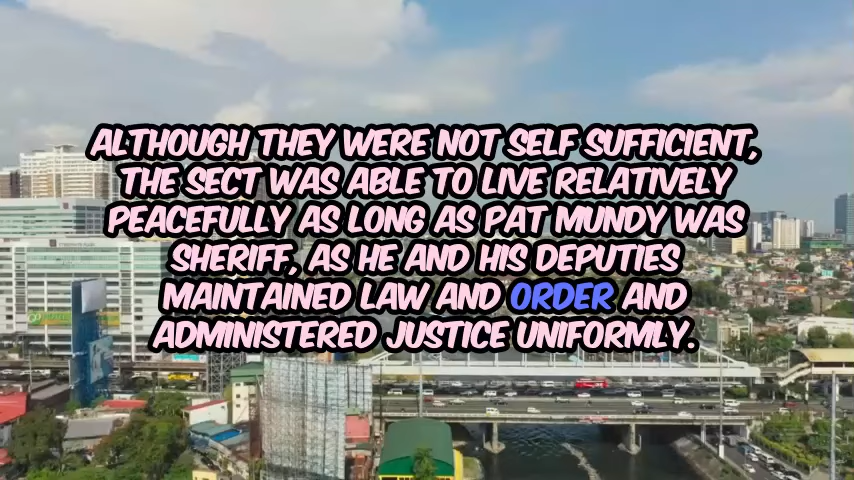 ALTHOUGH THEY WERE NOT SELF SUFFICIENT,
THE SECT WAS ABLE TO LIVE RELATIVELY
PEACEFULLY AS LONG AS PAT MUNDY WAS
SHERIFF, AS HE AND HIS DEPUTIES
MAINTAINED LAW AND ORDER AND
ADMINISTERED JUSTICE UNIFORMLY.